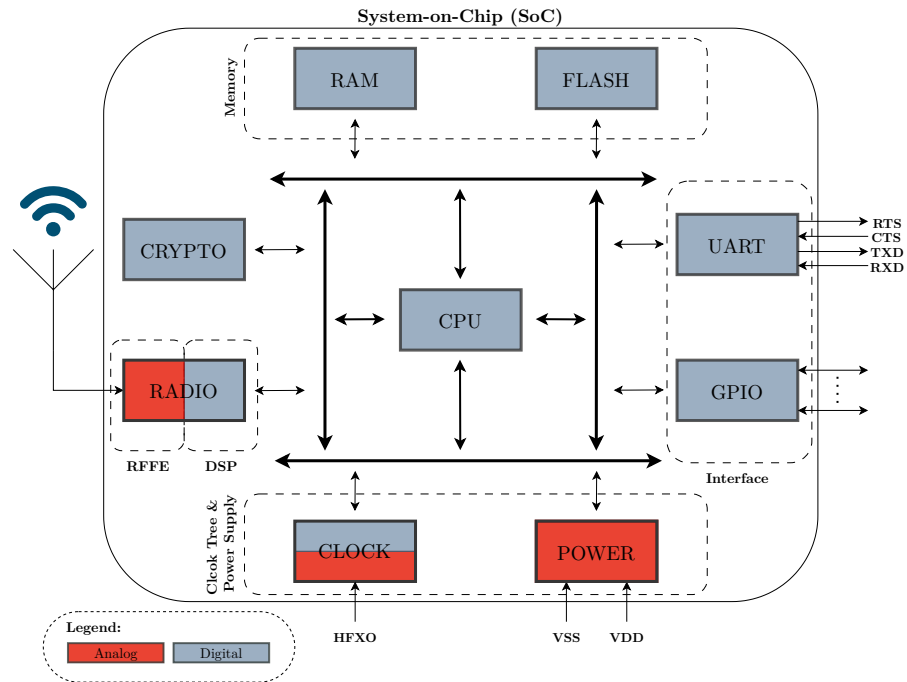 System-on-Chip (SoC)
Memory
RAM
FLASH
CRYPTO
UART
RTS
CTS
TXD
RXD
CPU
RADIO
GPIO
RFFE
DSP
Interface
Clcok Tree &
Power Supply
CLOCK
POWER
HFXO
VSS
VDD
Legend:
Analog
Digital